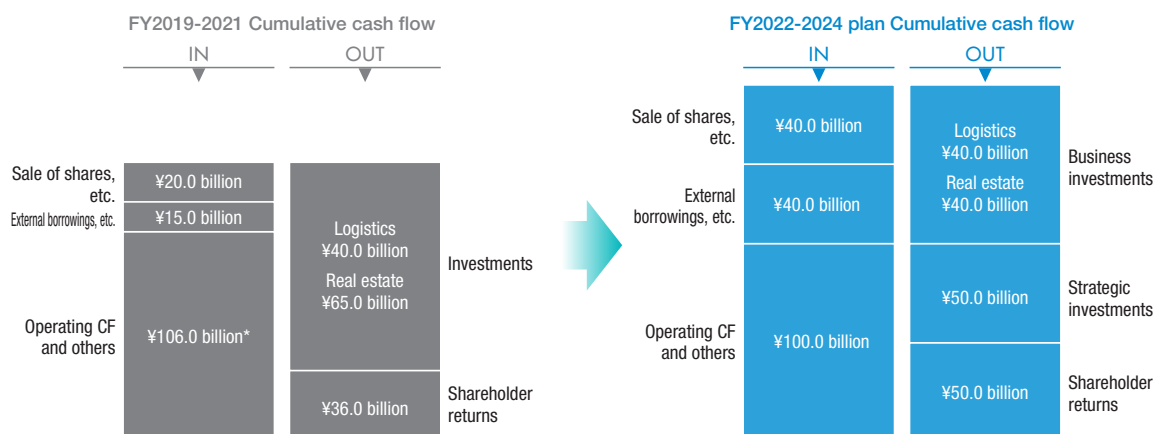 FY2019-2021 Cumulative cash flow
IN
OUT
Sale of shares,
etc.
¥20.0 billion
External borrowings, etc.
¥15.0 billion
Operating CF
and others
¥106.0 billion*
Logistics
¥40.0 billion
Real estate
¥65.0 billion
Investments
¥36.0 billion
Shareholder
returns
FY2022-2024 plan Cumulative cash flow
IN
OUT
Sale of shares,
etc.
¥40.0 billion
External
borrowings, etc.
¥40.0 billion
Operating CF
and others
¥100.0 billion
Logistics
¥40.0 billion
Real estate
¥40.0 billion
Business
investments
¥50.0 billion
Strategic
investments
¥50.0 billion
Shareholder
returns